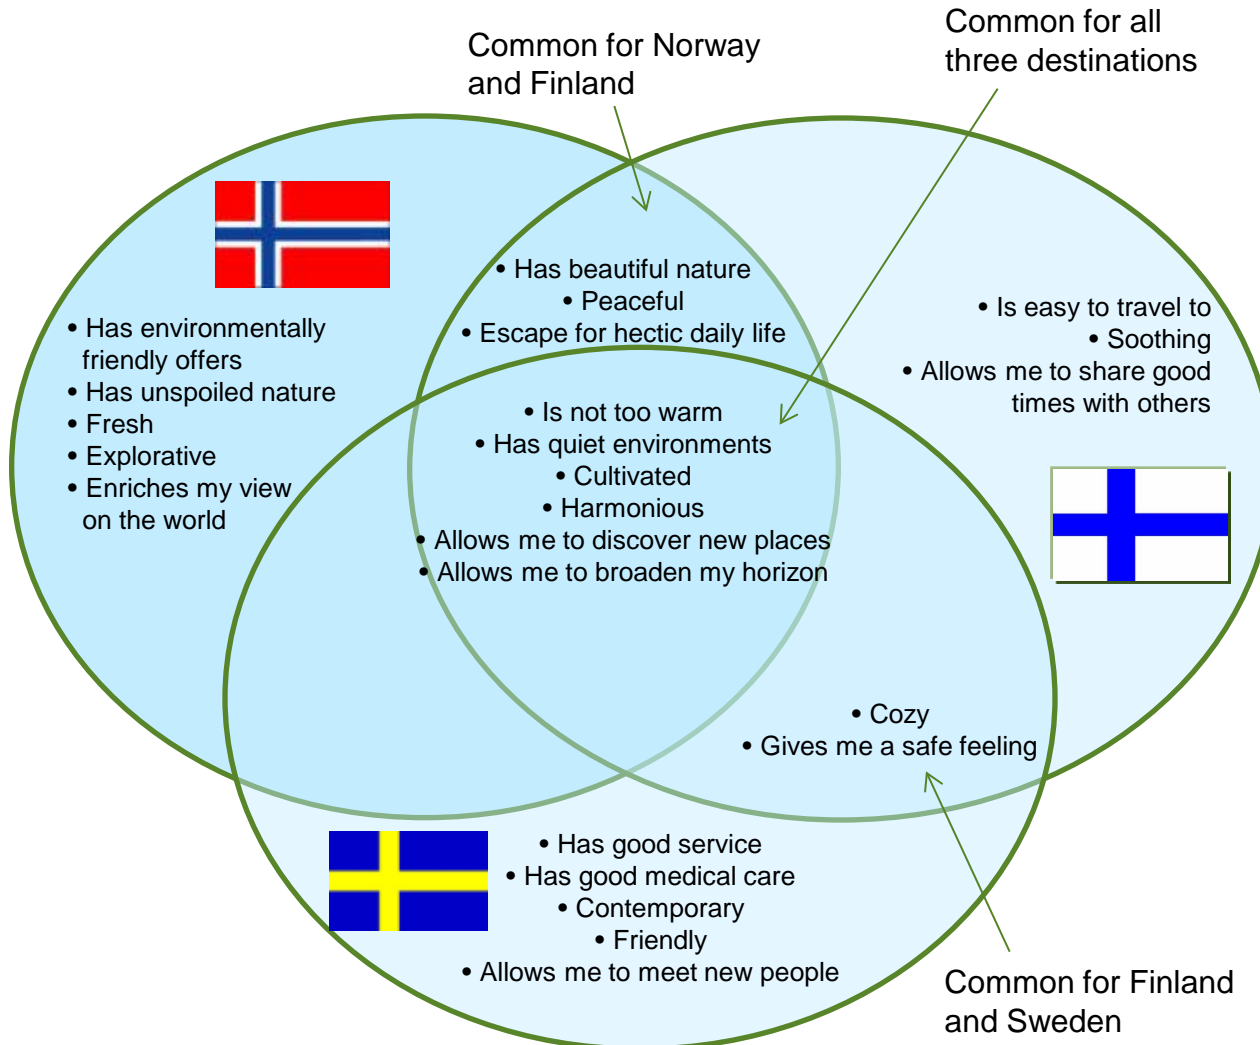 Common for Norway
and Finland
Common for all
three destinations
• Has beautiful nature
• Peaceful
• Escape for hectic daily life
• Has environmentally
friendly offers
• Has unspoiled nature
• Fresh
• Explorative
• Enriches my view
on the world
• Is easy to travel to
• Soothing
• Allows me to share good
times with others
• Is not too warm
• Has quiet environments
• Cultivated
• Harmonious
• Allows me to discover new places
• Allows me to broaden my horizon
• Cozy
• Gives me a safe feeling
• Has good service
• Has good medical care
• Contemporary
• Friendly
• Allows me to meet new people
Common for Finland
and Sweden